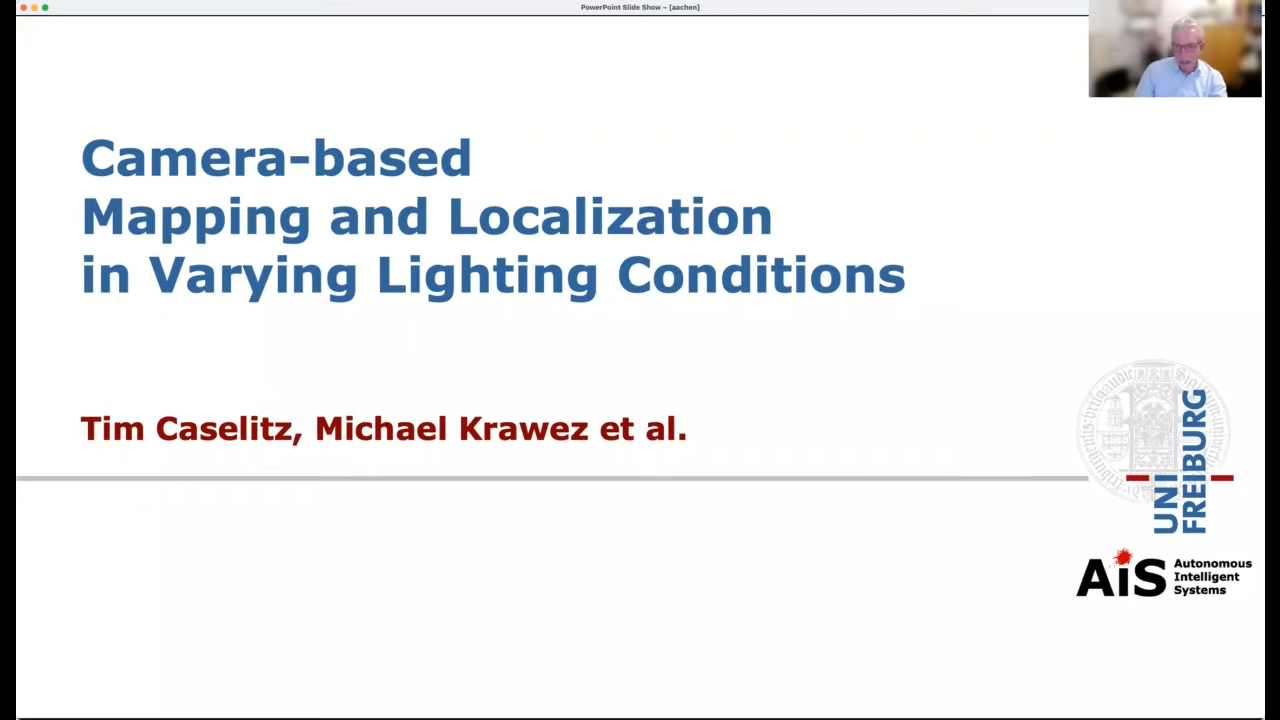 PowerPoint Slide Show – [aachen]
Camera-based
Mapping and Localization
in Varying Lighting Conditions
Tim Caselitz, Michael Krawez et al.
UNI
FREIBURG
AiS
Autonomous
Intelligent
Systems